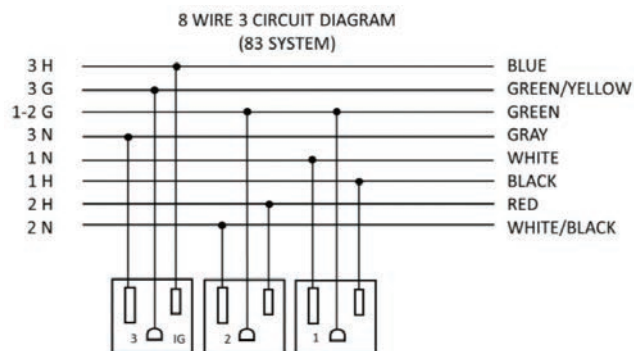 8 WIRE 3 CIRCUIT DIAGRAM
(83 SYSTEM)
3 H BLUE
3 G GREEN/YELLOW
1-2 G GREEN
3 N GRAY
1 N WHITE
1 H BLACK
2 H RED
2 N WHITE/BLACK
3 IG 2 1